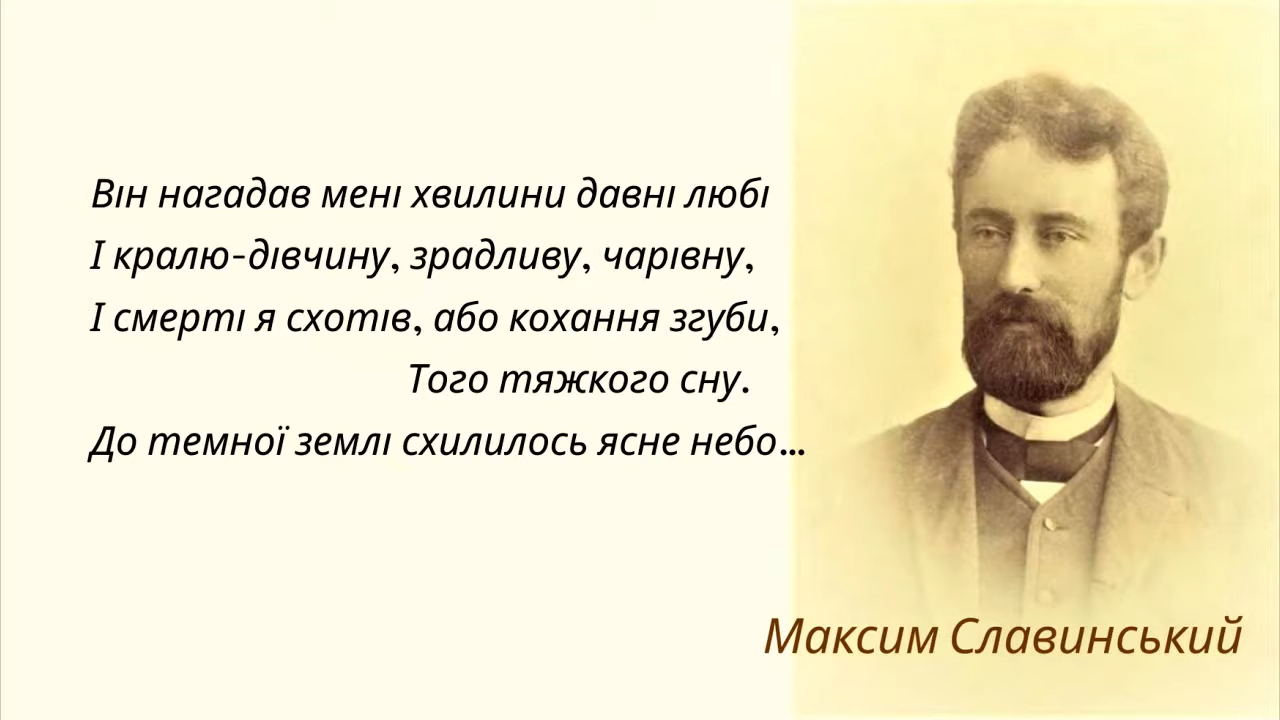 Він нагадав мені хвилини давні любі
І кралю-дівчину, зрадливу, чарівну,
І смерті я схотів, або кохання згуби,
Того тяжкого сну.
До темної землі схилилось ясне небо...
Максим Славинський